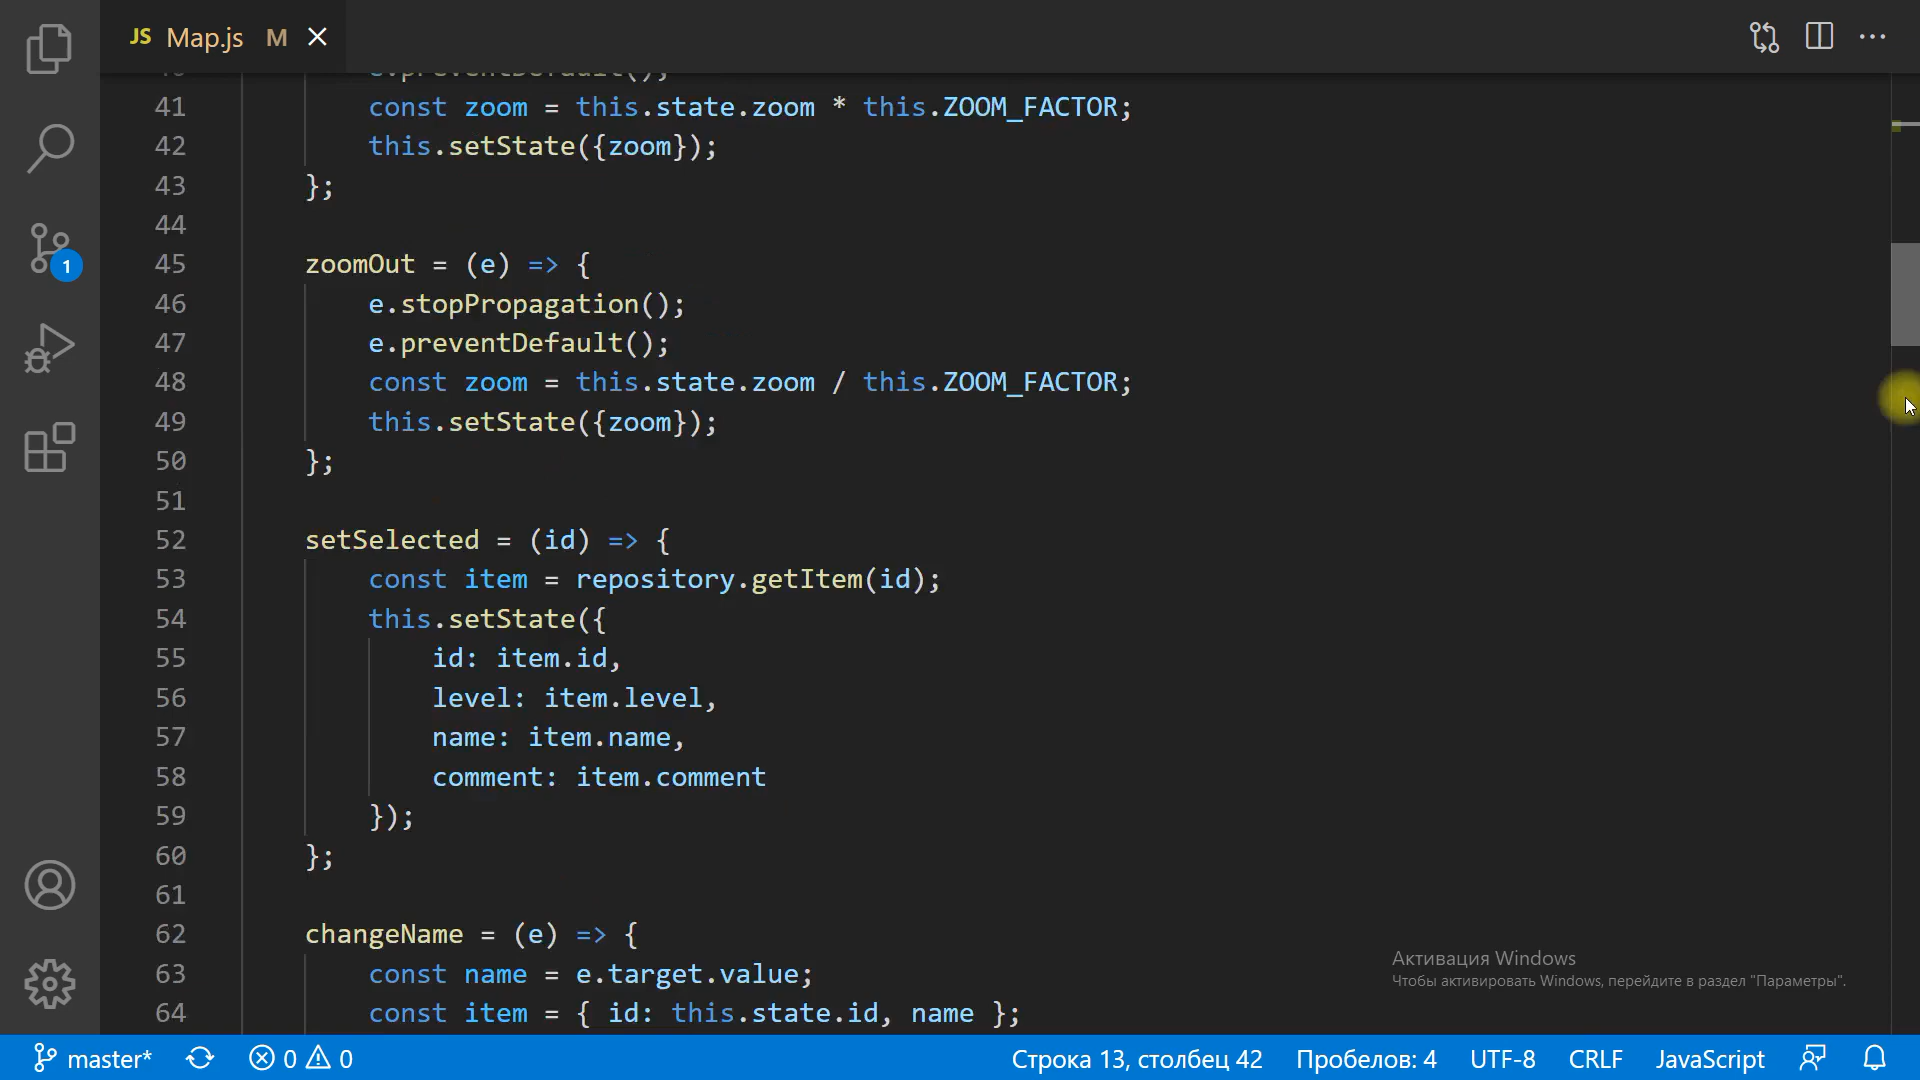 JS Map.js M
e.preventDefault();
41 const zoom = this.state.zoom * this.ZOOM_FACTOR;
42 this.setState({zoom});
43 };
44
45 zoomOut = (e) => {
46 e.stopPropagation();
47 e.preventDefault();
48 const zoom = this.state.zoom / this.ZOOM_FACTOR;
49 this.setState({zoom});
50 };
51
52 setSelected = (id) => {
53 const item = repository.getItem(id);
54 this.setState({
55 id: item.id,
56 level: item.level,
57 name: item.name,
58 comment: item.comment
59 });
60 };
61
62 changeName = (e) => {
63 const name = e.target.value;
64 const item = { id: this.state.id, name };
1
Активация Windows
Чтобы активировать Windows, перейдите в раздел "Параметры".
master* 0 0 Строка 13, столбец 42 Пробелов: 4 UTF-8 CRLF JavaScript